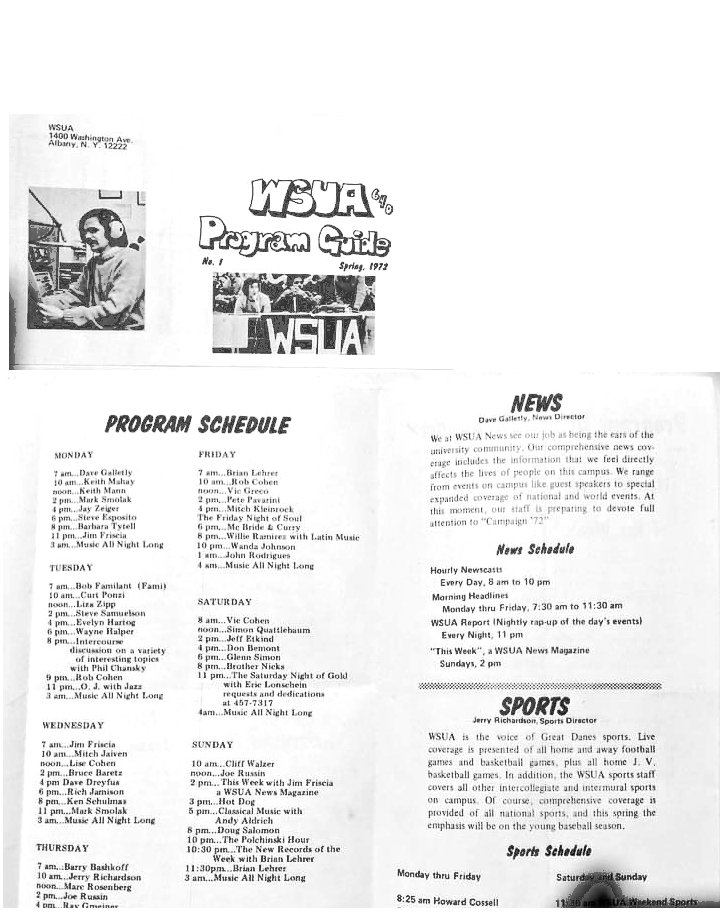 WSUA
1400 Washington Ave.
Albany, N. Y. 12222
WSUA 640
Program Guide
No. 1
Spring, 1972
WSUA
PROGRAM SCHEDULE
MONDAY
7 am...Dave Galletly
10 am...Keith Mahay
noon...Keith Mann
2 pm...Mark Smolak
4 pm...Jay Zeiger
6 pm...Steve Esposito
8 pm...Barbara Tytell
11 pm...Jim Friscia
3 am...Music All Night Long
TUESDAY
7 am...Bob Familant (Fami)
10 am...Curt Ponzi
noon...Liza Zipp
2 pm...Steve Samuelson
4 pm...Evelyn Hartog
6 pm...Wayne Halper
8 pm...Intercourse
discussion on a variety
of interesting topics
with Phil Chansky
9 pm...Rob Cohen
11 pm...O. J. with Jazz
3 am...Music All Night Long
WEDNESDAY
7 am...Jim Friscia
10 am...Mitch Jaiven
noon...Lise Cohen
2 pm...Bruce Baretz
4 pm Dave Dreyfus
6 pm...Rich Jamison
8 pm...Ken Schulmas
11 pm...Mark Smolak
3 am...Music All Night Long
THURSDAY
7 am...Barry Bashkoff
10 am...Jerry Richardson
noon...Marc Rosenberg
2 pm...Joe Russin
4 pm...Ray Gmeiner
FRIDAY
7 am...Brian Lehrer
10 am...Rob Cohen
noon...Vic Greco
2 pm...Pete Pavarini
4 pm...Mitch Kleinrock
The Friday Night of Soul
6 pm...Mc Bride & Curry
8 pm...Willie Ramirez with Latin Music
10 pm...Wanda Johnson
1 am...John Rodrigues
4 am...Music All Night Long
SATURDAY
8 am...Vic Cohen
noon...Simon Quattlebaum
2 pm...Jeff Etkind
4 pm...Don Bemont
6 pm...Glenn Simon
8 pm...Brother Nicks
11 pm...The Saturday Night of Gold
with Eric Lonschein
requests and dedications
at 457-7317
4am...Music All Night Long
SUNDAY
10 am...Cliff Walzer
noon...Joe Russin
2 pm...This Week with Jim Friscia
a WSUA News Magazine
3 pm...Hot Dog
5 pm...Classical Music with
Andy Aldrich
8 pm...Doug Salomon
10 pm...The Polchinski Hour
10:30 pm...The New Records of the
Week with Brian Lehrer
11:30pm...Brian Lehrer
3 am...Music All Night Long
NEWS
Dave Galletly, News Director
We at WSUA News see our job as being the ears of the
university community. Our comprehensive news cov-
erage includes the information that we feel directly
affects the lives of people on this campus. We range
from events on campus like guest speakers to special
expanded coverage of national and world events. At
this moment, our staff is preparing to devote full
attention to "Campaign '72"
News Schedule
Hourly Newscasts
Every Day, 8 am to 10 pm
Morning Headlines
Monday thru Friday, 7:30 am to 11:30 am
WSUA Report (Nightly rap-up of the day's events)
Every Night, 11 pm
"This Week", a WSUA News Magazine
Sundays, 2 pm
SPORTS
Jerry Richardson, Sports Director
WSUA is the voice of Great Danes sports. Live
coverage is presented of all home and away football
games and basketball games, plus all home J. V.
basketball games. In addition, the WSUA sports staff
covers all other intercollegiate and intermural sports
on campus. Of course, comprehensive coverage is
provided of all national sports, and this spring the
emphasis will be on the young baseball season.
Sports Schedule
Monday thru Friday
8:25 am Howard Cossell
Saturday and Sunday
11:30 am WSUA Weekend Sports